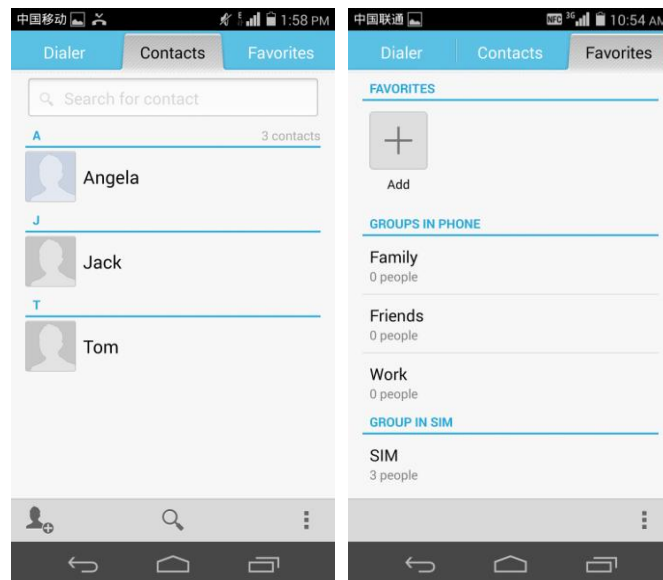 中国移动 E 1:58 PM
Dialer Contacts Favorites
Search for contact
A 3 contacts
Angela
J
Jack
T
Tom
中国联通 NFC 3G 10:54 AM
Dialer Contacts Favorites
FAVORITES
Add
GROUPS IN PHONE
Family
0 people
Friends
0 people
Work
0 people
GROUP IN SIM
SIM
3 people